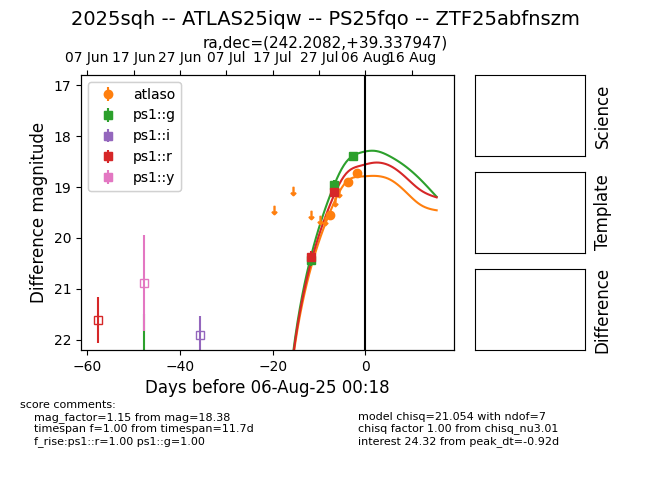 2025sqh -- ATLAS25iqw -- PS25fqo -- ZTF25abfnszm
ra,dec=(242.2082,+39.337947)
07 Jun 17 Jun 27 Jun 07 Jul 17 Jul 27 Jul 06 Aug 16 Aug
17
18
19
20
21
22
Difference magnitude
atlaso
ps1::g
ps1::i
ps1::r
ps1::y
−60 −40 −20 0
Days before 06-Aug-25 00:18
Science
Template
Difference
score comments:
mag_factor=1.15 from mag=18.38
timespan f=1.00 from timespan=11.7d
f_rise:ps1::r=1.00 ps1::g=1.00
model chisq=21.054 with ndof=7
chisq factor 1.00 from chisq_nu3.01
interest 24.32 from peak_dt=-0.92d